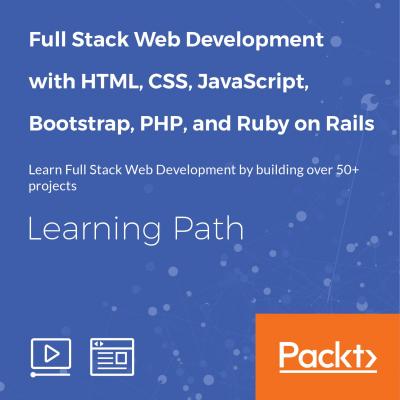 Full Stack Web Development
with HTML, CSS, JavaScript,
Bootstrap, PHP, and Ruby on Rails
Learn Full Stack Web Development by building over 50+
projects
Learning Path
Packt>